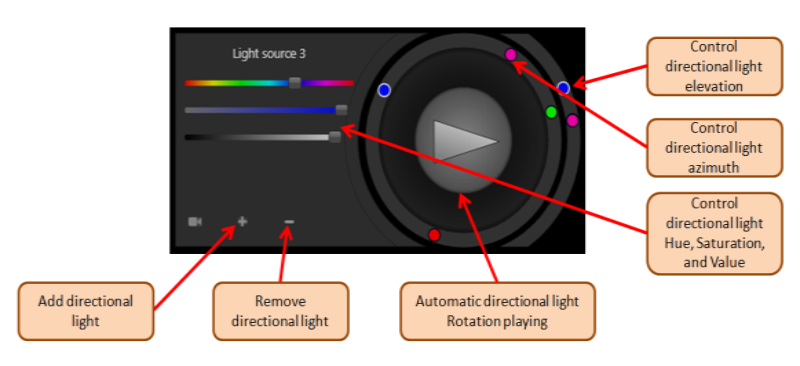 Light source 3
Control
directional light
elevation
Control
directional light
azimuth
Control
directional light
Hue, Saturation,
and Value
Add directional
light
Remove
directional light
Automatic directional light
Rotation playing